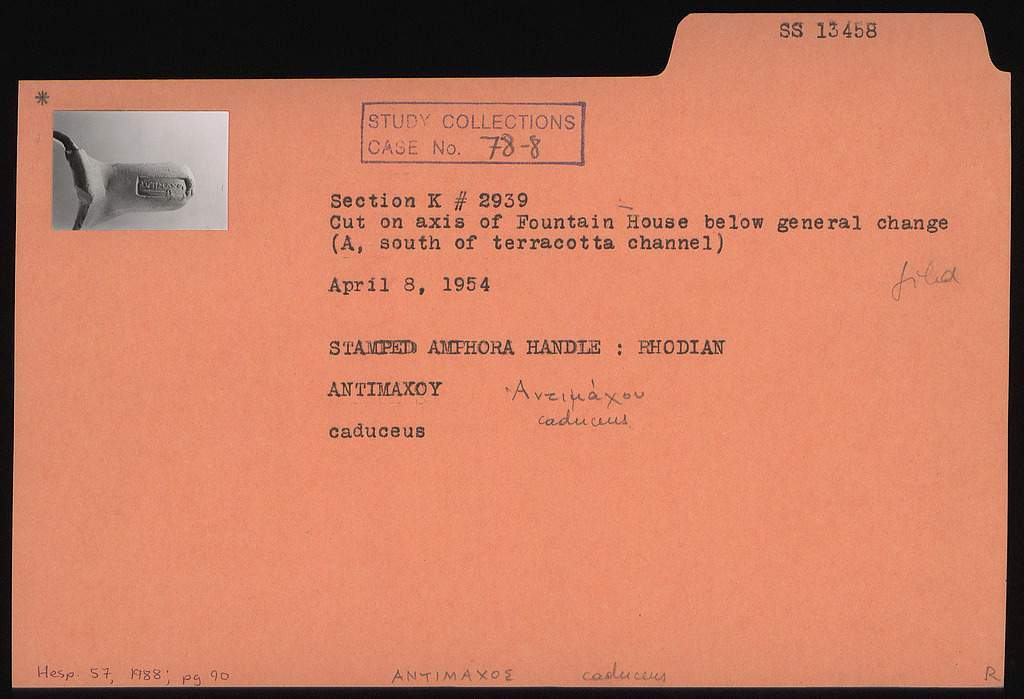 SS 13458
*
STUDY COLLECTIONS
CASE No. 78-8
Section K # 2939
Cut on axis of Fountain House below general change
(A, south of terracotta channel)
April 8, 1954
filed
STAMPED AMPHORA HANDLE : RHODIAN
ANTIMAXOY
Ἀντιμάχου
caduceus
caduceus
Hesp. 57, 1988; pg 90
ΑΝΤΙΜΑΧΟΣ caduceus
R